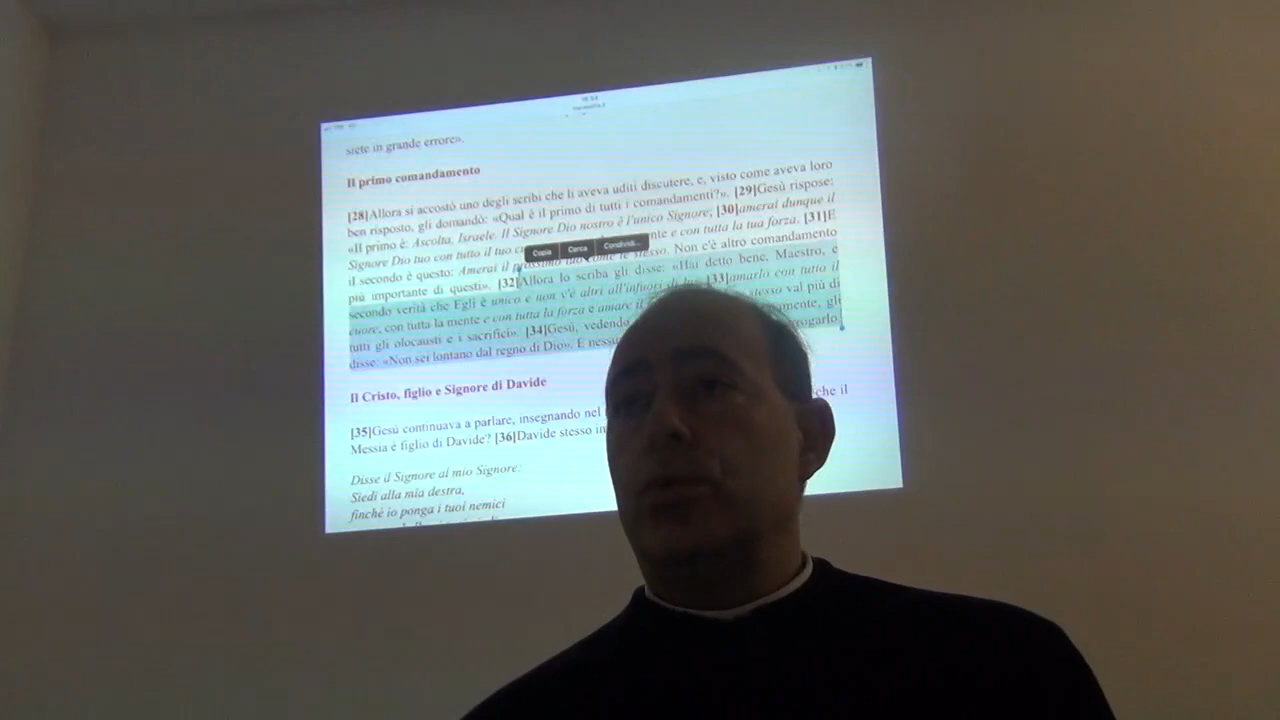 siete in grande errore».
Il primo comandamento
[28]Allora si accostò uno degli scribi che li aveva uditi discutere, e, visto come aveva loro
ben risposto, gli domandò: «Qual è il primo di tutti i comandamenti?». [29]Gesù rispose:
«Il primo è: Ascolta, Israele. Il Signore Dio nostro è l'unico Signore; [30]amerai dunque il
Signore Dio tuo con tutto il tuo mente e con tutta la tua forza. [31]E
il secondo è questo: Amerai il prossimo tuo come te stesso. Non c'è altro comandamento
più importante di questi». [32]Allora lo scriba gli disse: «Hai detto bene, Maestro, e
secondo verità che Egli è unico e non v'è altri all'infuori di lui; [33]amarlo con tutto il
cuore, con tutta la mente e con tutta la forza e amare il stesso val più di
tutti gli olocausti e i sacrifici». [34]Gesù, vedendo gli
disse: «Non sei lontano dal regno di Dio». E
Copia Cerca Condividi...
Il Cristo, figlio e Signore di Davide
[35]Gesù continuava a parlare, insegnando nel che il
Messia è figlio di Davide? [36]Davide stesso
Disse il Signore al mio Signore:
Siedi alla mia destra,
finché io ponga i tuoi nemici